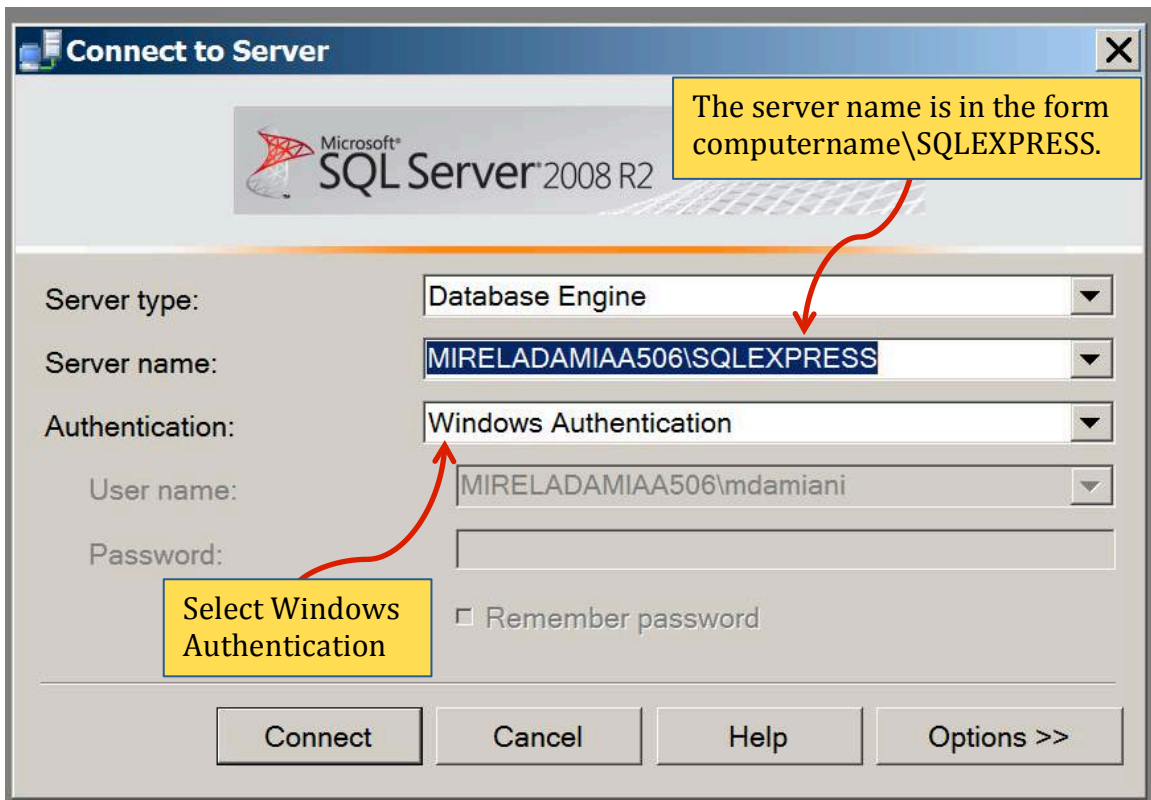 Connect to Server
The server name is in the form
computername\SQLEXPRESS.
Microsoft®
SQL Server® 2008 R2
Server type:
Database Engine
Server name:
MIRELADAMIAA506\SQLEXPRESS
Authentication:
Windows Authentication
User name:
MIRELADAMIAA506\mdamiani
Password:
Select Windows
Authentication
Remember password
Connect
Cancel
Help
Options >>